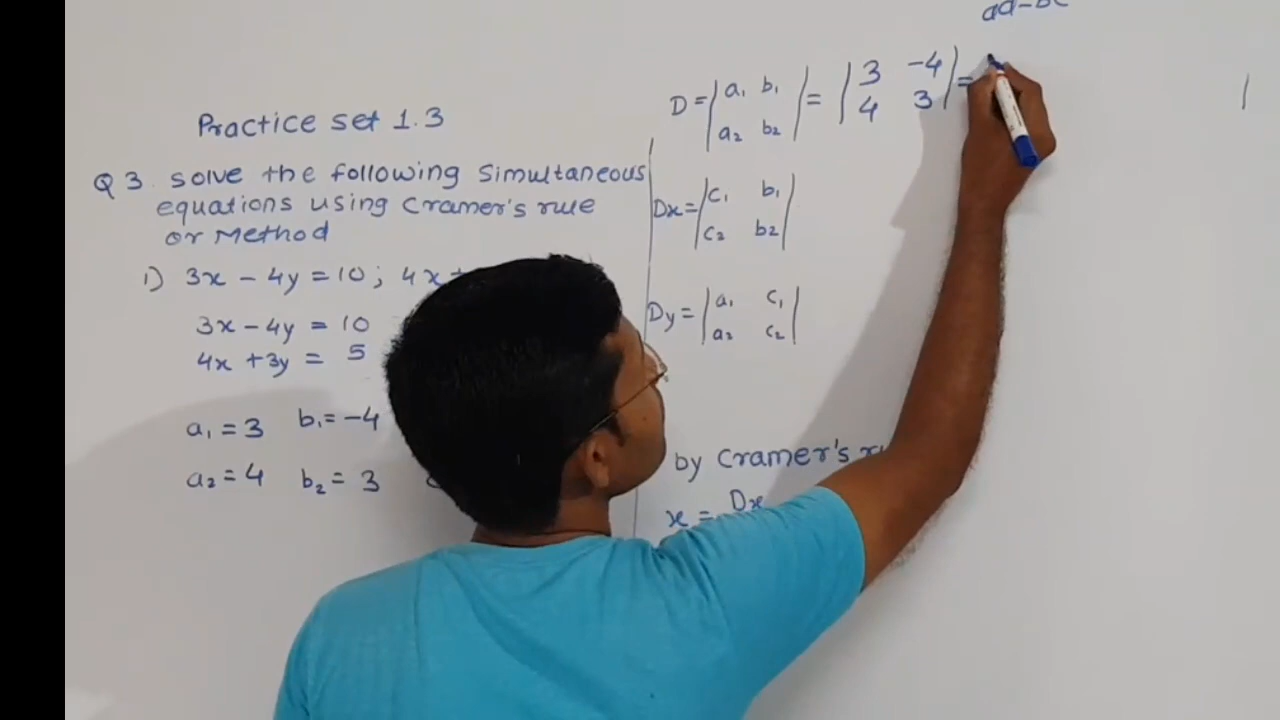 Practice set 1.3
Q 3. Solve the following Simultaneous
equations using Cramer's rule
or Method
1) 3x - 4y = 10 ; 4x +
3x - 4y = 10
4x + 3y = 5
a₁ = 3 b₁ = -4
a₂ = 4 b₂ = 3
D = |a₁ b₁| = |3 -4| =
|a₂ b₂| |4 3|
Dx = |c₁ b₁|
|c₂ b₂|
Dy = |a₁ c₁|
|a₂ c₂|
by Cramer's
x = Dx